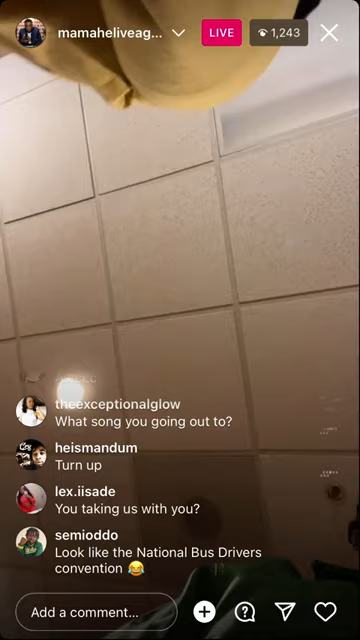 mamaheliveag...
LIVE
1,243
theexceptionalglow
What song you going out to?
heismandum
Turn up
lex.iisade
You taking us with you?
semioddo
Look like the National Bus Drivers
convention 😂
Add a comment...